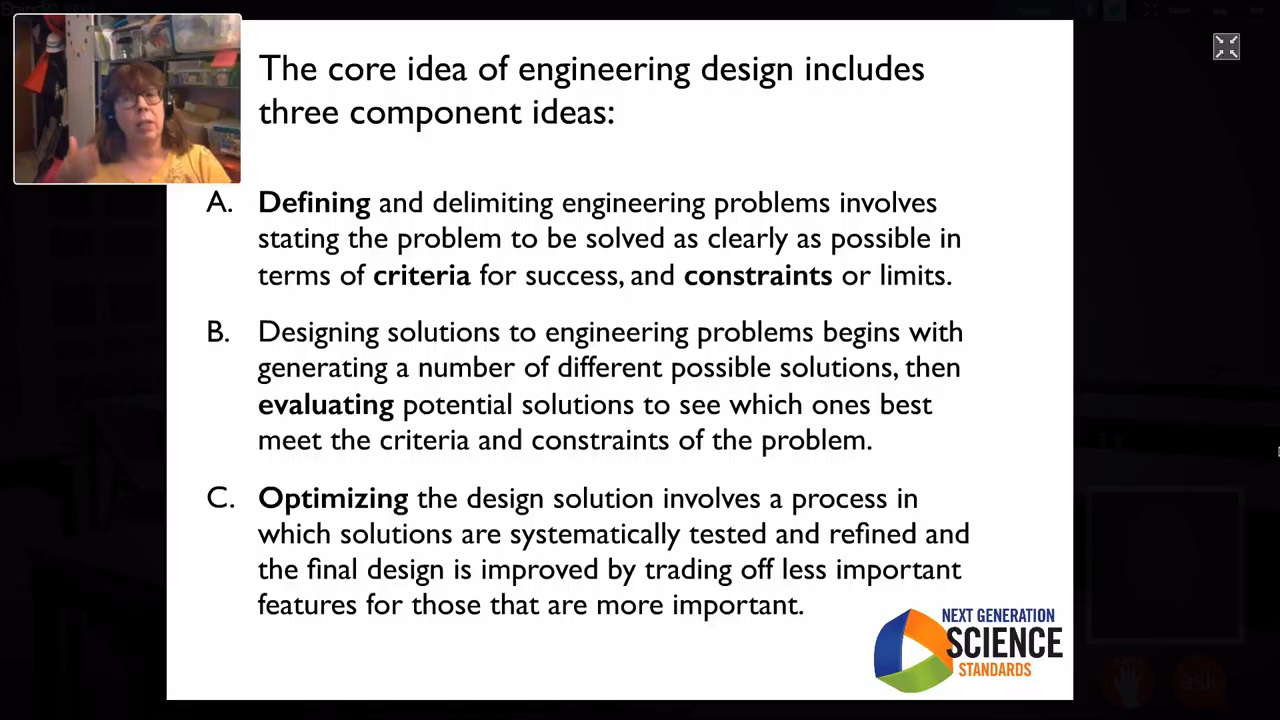 The core idea of engineering design includes
three component ideas:
A. Defining and delimiting engineering problems involves
stating the problem to be solved as clearly as possible in
terms of criteria for success, and constraints or limits.
B. Designing solutions to engineering problems begins with
generating a number of different possible solutions, then
evaluating potential solutions to see which ones best
meet the criteria and constraints of the problem.
C. Optimizing the design solution involves a process in
which solutions are systematically tested and refined and
the final design is improved by trading off less important
features for those that are more important.
NEXT GENERATION
SCIENCE
STANDARDS
ask